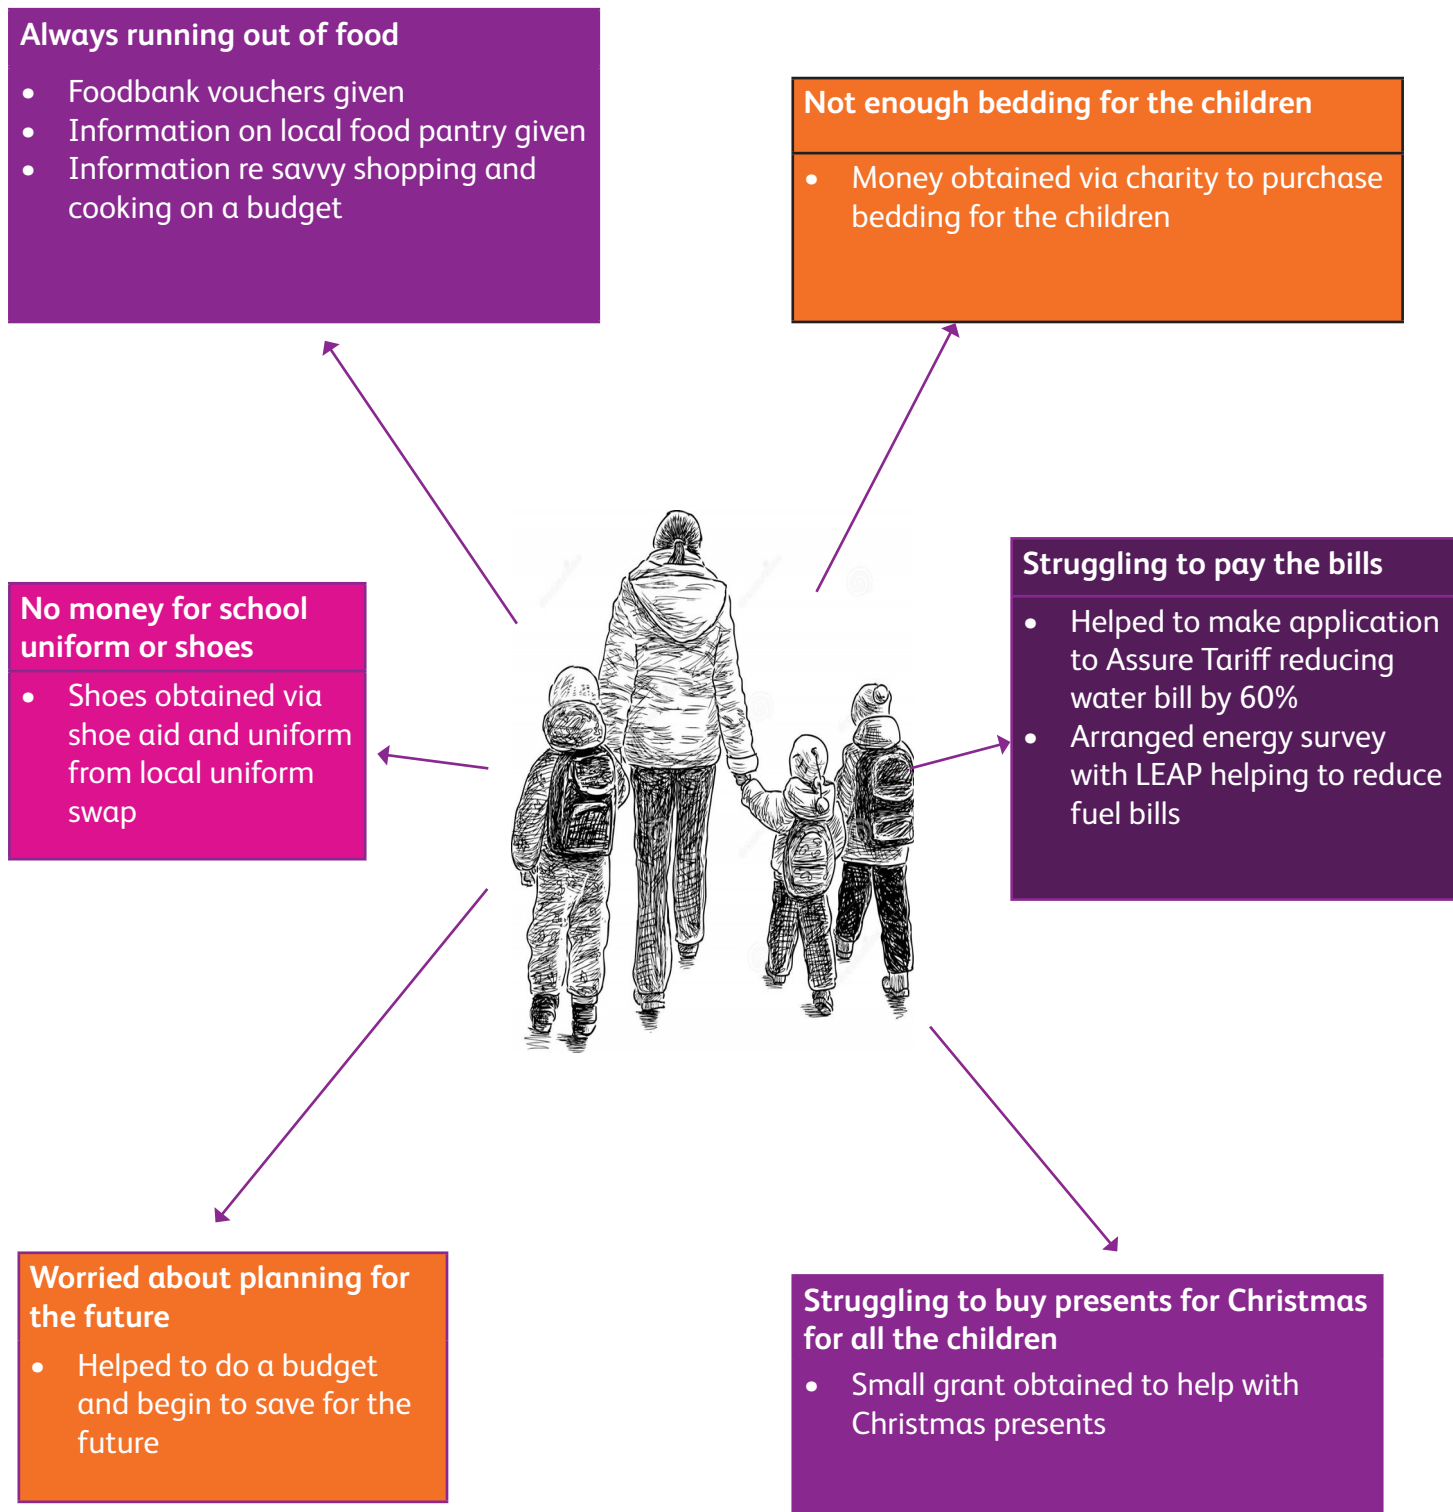 Always running out of food
• Foodbank vouchers given
• Information on local food pantry given
• Information re savvy shopping and
cooking on a budget
Not enough bedding for the children
• Money obtained via charity to purchase
bedding for the children
No money for school
uniform or shoes
• Shoes obtained via
shoe aid and uniform
from local uniform
swap
Struggling to pay the bills
• Helped to make application
to Assure Tariff reducing
water bill by 60%
• Arranged energy survey
with LEAP helping to reduce
fuel bills
Worried about planning for
the future
• Helped to do a budget
and begin to save for the
future
Struggling to buy presents for Christmas
for all the children
• Small grant obtained to help with
Christmas presents